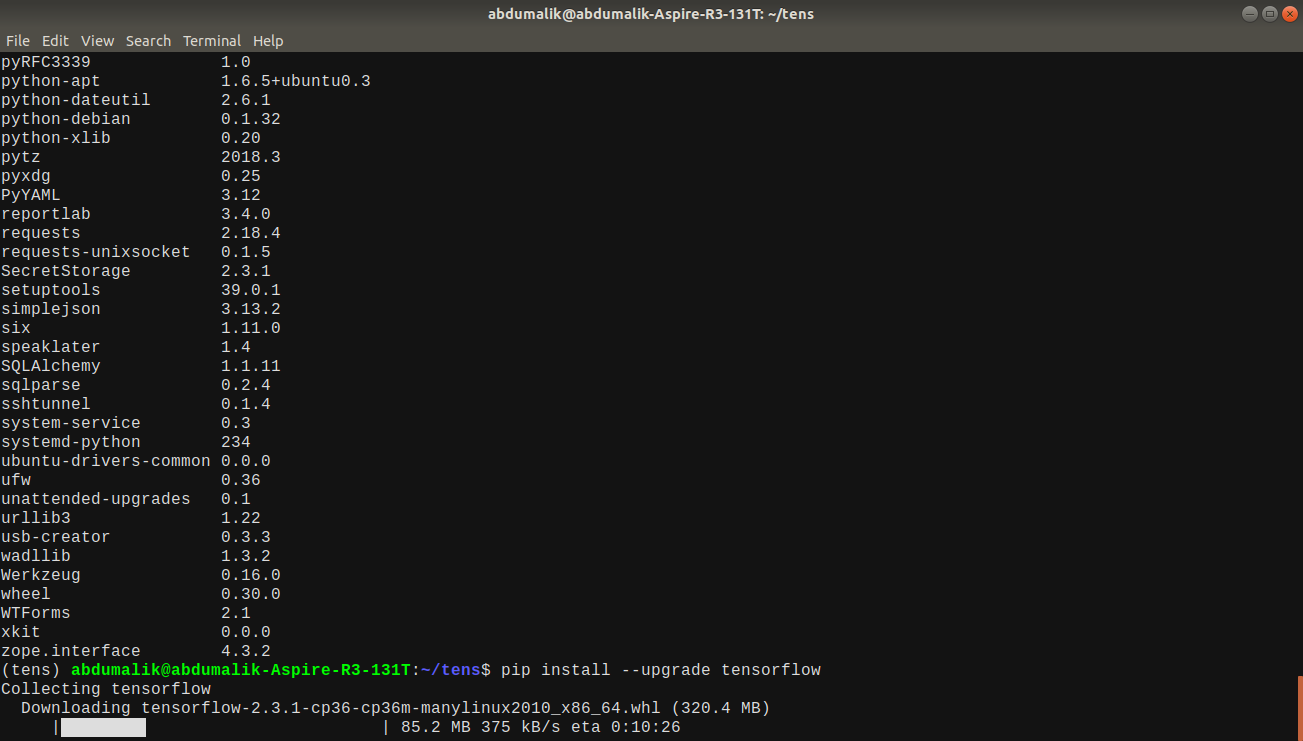 abdumalik@abdumalik-Aspire-R3-131T: ~/tens
File Edit View Search Terminal Help
pyRFC3339             1.0
python-apt            1.6.5+ubuntu0.3
python-dateutil       2.6.1
python-debian         0.1.32
python-xlib           0.20
pytz                  2018.3
pyxdg                 0.25
PyYAML                3.12
reportlab             3.4.0
requests              2.18.4
requests-unixsocket   0.1.5
SecretStorage         2.3.1
setuptools            39.0.1
simplejson            3.13.2
six                   1.11.0
speaklater            1.4
SQLAlchemy            1.1.11
sqlparse              0.2.4
sshtunnel             0.1.4
system-service        0.3
systemd-python        234
ubuntu-drivers-common 0.0.0
ufw                   0.36
unattended-upgrades   0.1
urllib3               1.22
usb-creator           0.3.3
wadllib               1.3.2
Werkzeug              0.16.0
wheel                 0.30.0
WTForms               2.1
xkit                  0.0.0
zope.interface        4.3.2
(tens) abdumalik@abdumalik-Aspire-R3-131T:~/tens$ pip install --upgrade tensorflow
Collecting tensorflow
  Downloading tensorflow-2.3.1-cp36-cp36m-manylinux2010_x86_64.whl (320.4 MB)
     |████████                        | 85.2 MB 375 kB/s eta 0:10:26